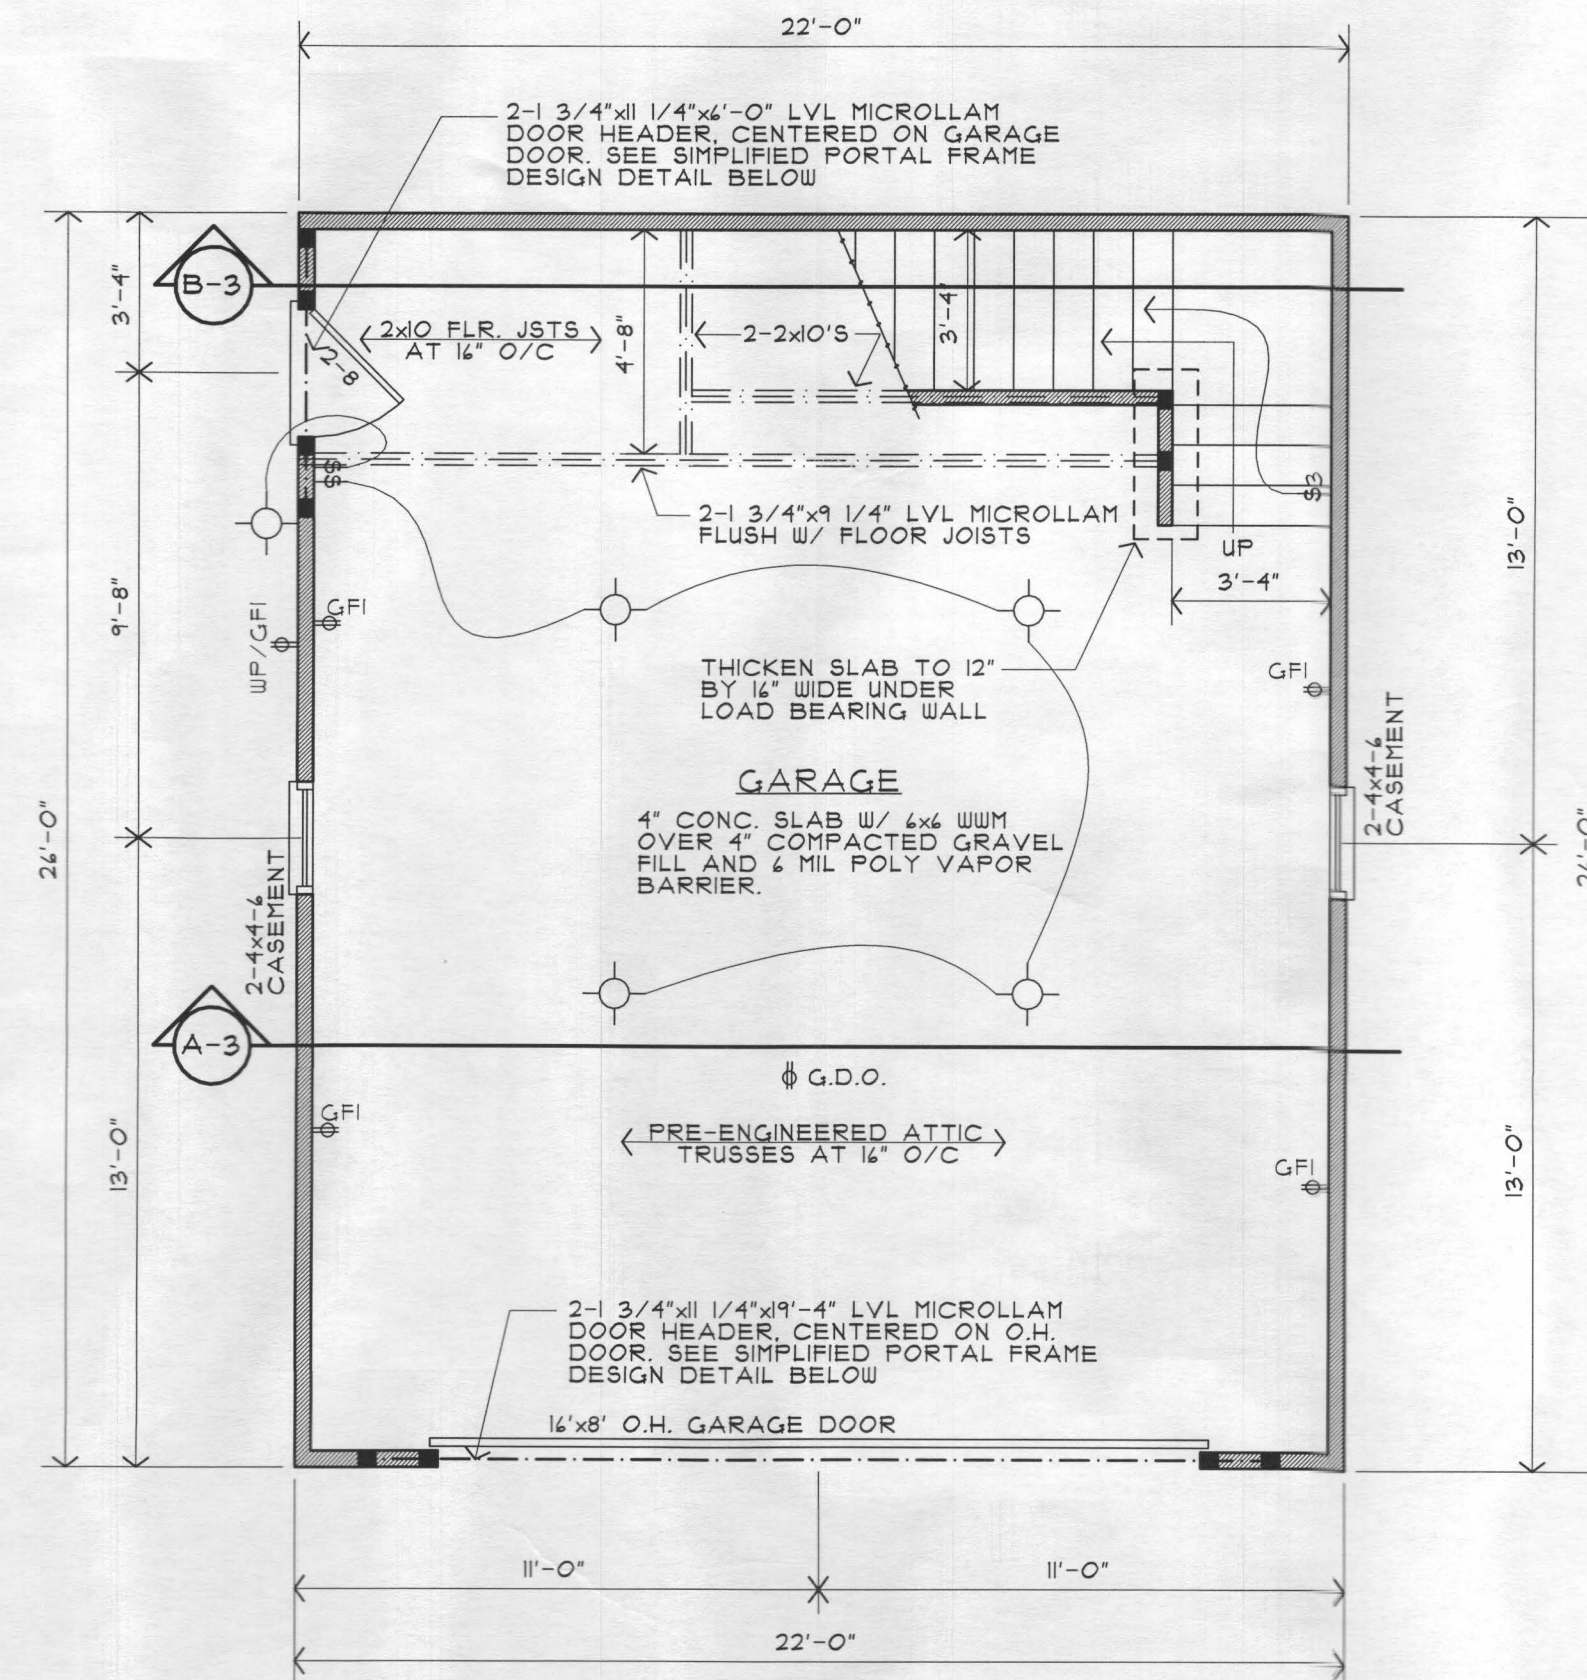 22'-0"
2-1 3/4"x11 1/4"x6'-0" LVL MICROLLAM
DOOR HEADER, CENTERED ON GARAGE
DOOR. SEE SIMPLIFIED PORTAL FRAME
DESIGN DETAIL BELOW
B-3
3'-4"
2x10 FLR. JSTS
AT 16" O/C
2-8
4'-8"
2-2x10'S
3'-4"
$$
$3
2-1 3/4"x9 1/4" LVL MICROLLAM
FLUSH W/ FLOOR JOISTS
UP
3'-4"
13'-0"
9'-8"
GFI
WP/GFI
THICKEN SLAB TO 12"
BY 16" WIDE UNDER
LOAD BEARING WALL
GFI
2-4x4-6
CASEMENT
GARAGE
4" CONC. SLAB W/ 6x6 WWM
OVER 4" COMPACTED GRAVEL
FILL AND 6 MIL POLY VAPOR
BARRIER.
26'-0"
26'-0"
2-4x4-6
CASEMENT
A-3
G.D.O.
GFI
PRE-ENGINEERED ATTIC
TRUSSES AT 16" O/C
13'-0"
GFI
13'-0"
2-1 3/4"x11 1/4"x19'-4" LVL MICROLLAM
DOOR HEADER, CENTERED ON O.H.
DOOR. SEE SIMPLIFIED PORTAL FRAME
DESIGN DETAIL BELOW
16'x8' O.H. GARAGE DOOR
11'-0"
11'-0"
22'-0"